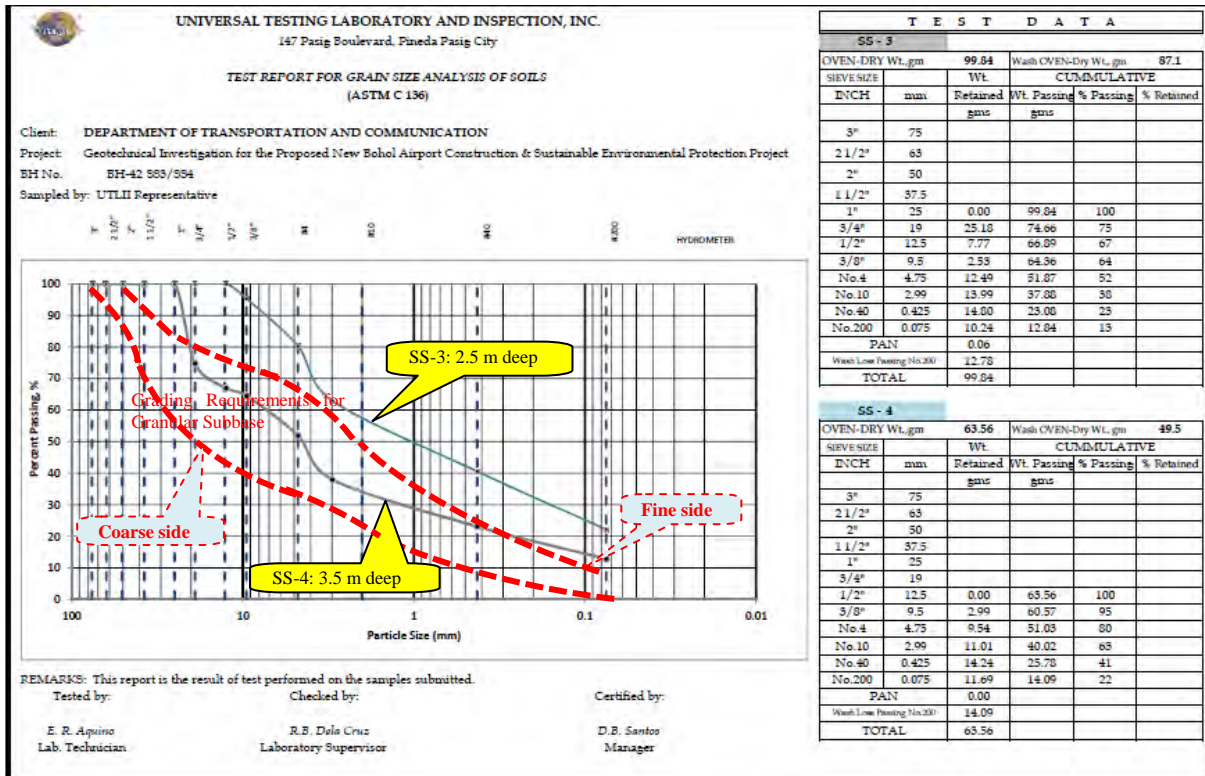 UNIVERSAL TESTING LABORATORY AND INSPECTION, INC.
147 Pasig Boulevard, Pineda Pasig City
TEST REPORT FOR GRAIN SIZE ANALYSIS OF SOILS
(ASTM C 136)
Client: DEPARTMENT OF TRANSPORTATION AND COMMUNICATION
Project: Geotechnical Investigation for the Proposed New Bohol Airport Construction & Sustainable Environmental Protection Project
BH No. BH-42 SS3/SS4
Sampled by: UTLII Representative
3" 2 1/2" 2" 1 1/2" 1" 3/4" 1/2" 3/8" #4 #10 #40 #200 HYDROMETER
Percent Passing, %
100
90
80
70
60
50
40
30
20
10
0
SS-3: 2.5 m deep
Grading Requirements for
Granular Subbase
Coarse side
Fine side
SS-4: 3.5 m deep
100 10 1 0.1 0.01
Particle Size (mm)
REMARKS: This report is the result of test performed on the samples submitted.
Tested by: Checked by: Certified by:
E. R. Aquino R.B. Dela Cruz D.B. Santos
Lab. Technician Laboratory Supervisor Manager
T E S T D A T A
SS - 3
OVEN-DRY Wt.,gm 99.84 Wash OVEN-Dry Wt., gm 87.1
SIEVE SIZE Wt. CUMMULATIVE
INCH mm Retained Wt. Passing % Passing % Retained
gms gms
3" 75
2 1/2" 63
2" 50
1 1/2" 37.5
1" 25 0.00 99.84 100
3/4" 19 25.18 74.66 75
1/2" 12.5 7.77 66.89 67
3/8" 9.5 2.53 64.36 64
No.4 4.75 12.49 51.87 52
No.10 2.99 13.99 37.88 38
No.40 0.425 14.80 23.08 23
No.200 0.075 10.24 12.84 13
PAN 0.06
Wash Loss Passing No.200 12.78
TOTAL 99.84
SS - 4
OVEN-DRY Wt.,gm 63.56 Wash OVEN-Dry Wt., gm 49.5
SIEVE SIZE Wt. CUMMULATIVE
INCH mm Retained Wt. Passing % Passing % Retained
gms gms
3" 75
2 1/2" 63
2" 50
1 1/2" 37.5
1" 25
3/4" 19
1/2" 12.5 0.00 63.56 100
3/8" 9.5 2.99 60.57 95
No.4 4.75 9.54 51.03 80
No.10 2.99 11.01 40.02 63
No.40 0.425 14.24 25.78 41
No.200 0.075 11.69 14.09 22
PAN 0.00
Wash Loss Passing No.200 14.09
TOTAL 63.56